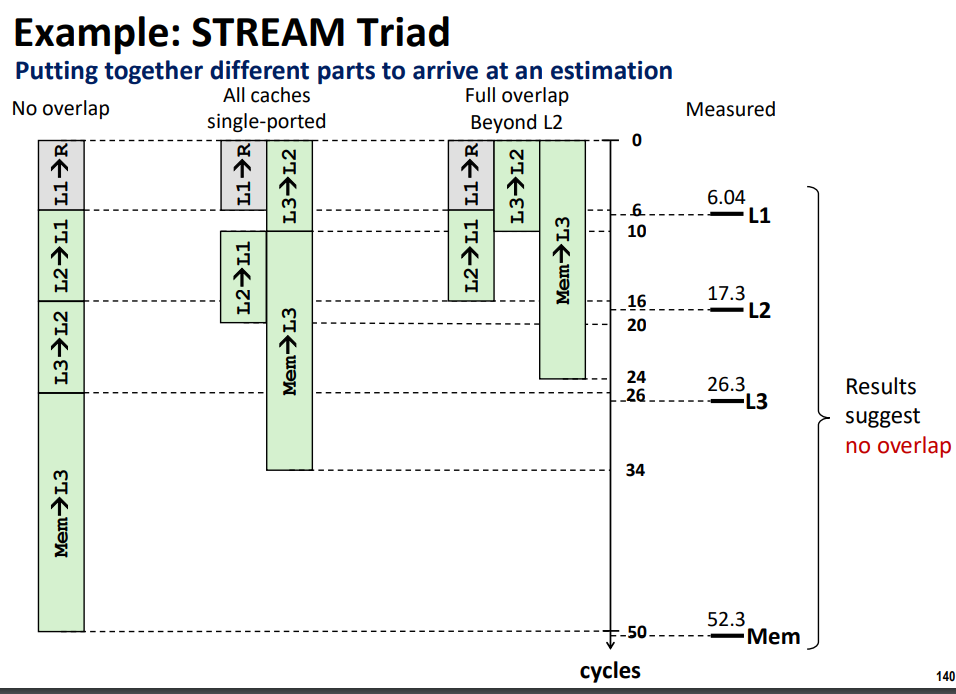 Example: STREAM Triad
Putting together different parts to arrive at an estimation
No overlap
All caches
single-ported
Full overlap
Beyond L2
Measured
L1→R
L2→L1
L3→L2
Mem→L3
L1→R
L3→L2
L2→L1
Mem→L3
L1→R
L3→L2
L2→L1
Mem→L3
0
6
10
16
20
24
26
34
50
cycles
6.04
L1
17.3
L2
26.3
L3
52.3
Mem
Results
suggest
no overlap
140